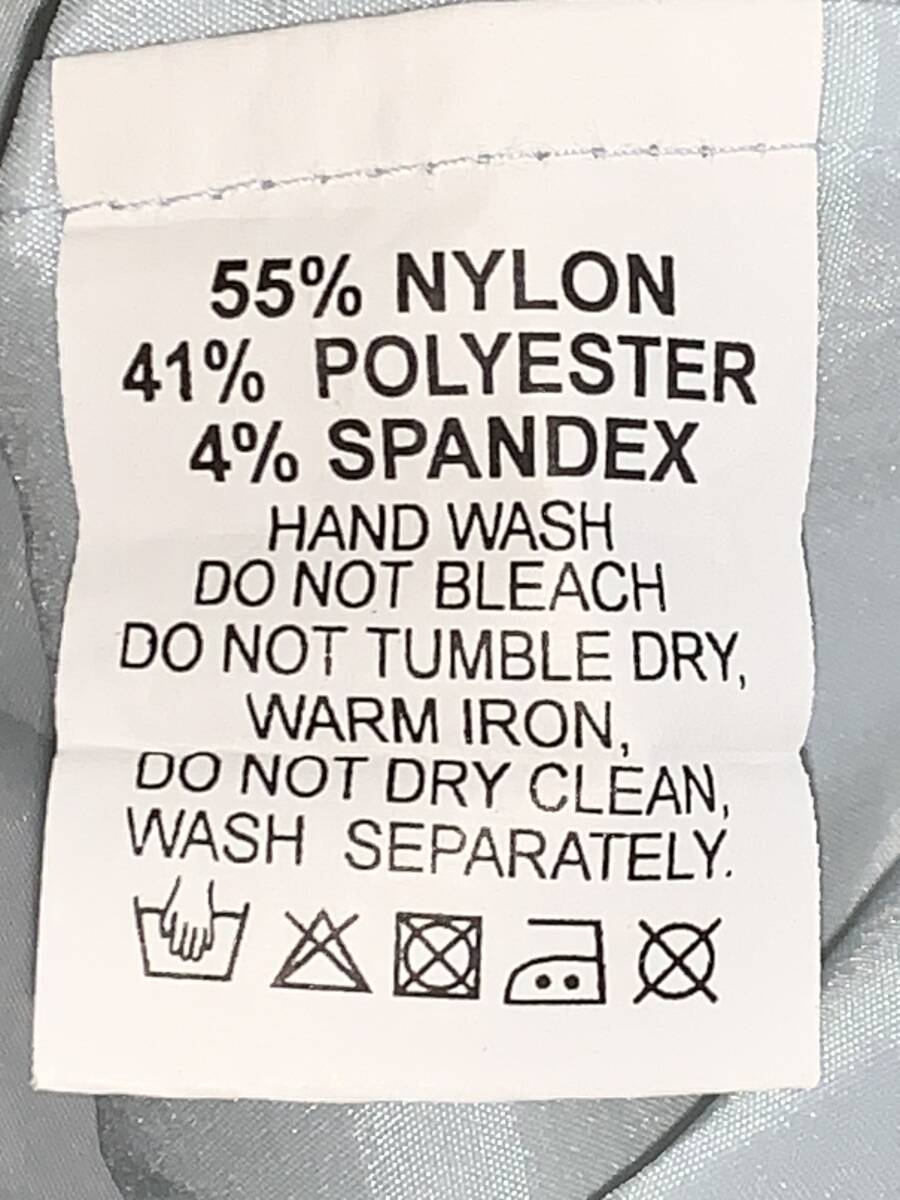 55% NYLON
41% POLYESTER
4% SPANDEX
HAND WASH
DO NOT BLEACH
DO NOT TUMBLE DRY,
WARM IRON,
DO NOT DRY CLEAN,
WASH SEPARATELY.